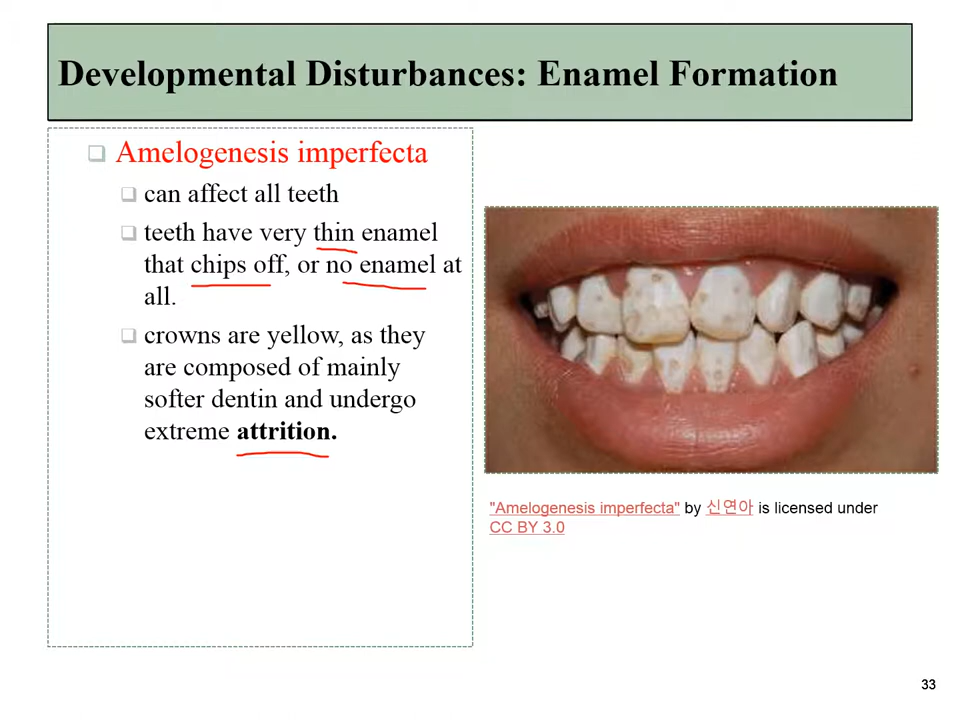 Developmental Disturbances: Enamel Formation
Amelogenesis imperfecta
can affect all teeth
teeth have very thin enamel
that chips off, or no enamel at
all.
crowns are yellow, as they
are composed of mainly
softer dentin and undergo
extreme attrition.
"Amelogenesis imperfecta" by 신연아 is licensed under
CC BY 3.0
33